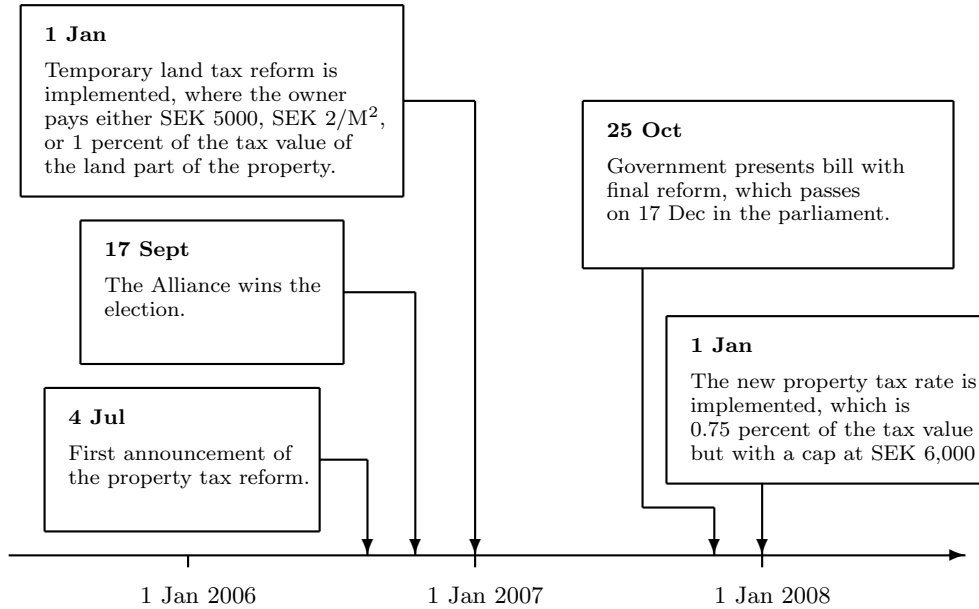 1 Jan
Temporary land tax reform is
implemented, where the owner
pays either SEK 5000, SEK 2/M²,
or 1 percent of the tax value of
the land part of the property.
17 Sept
The Alliance wins the
election.
4 Jul
First announcement of
the property tax reform.
25 Oct
Government presents bill with
final reform, which passes
on 17 Dec in the parliament.
1 Jan
The new property tax rate is
implemented, which is
0.75 percent of the tax value
but with a cap at SEK 6,000
1 Jan 2006
1 Jan 2007
1 Jan 2008